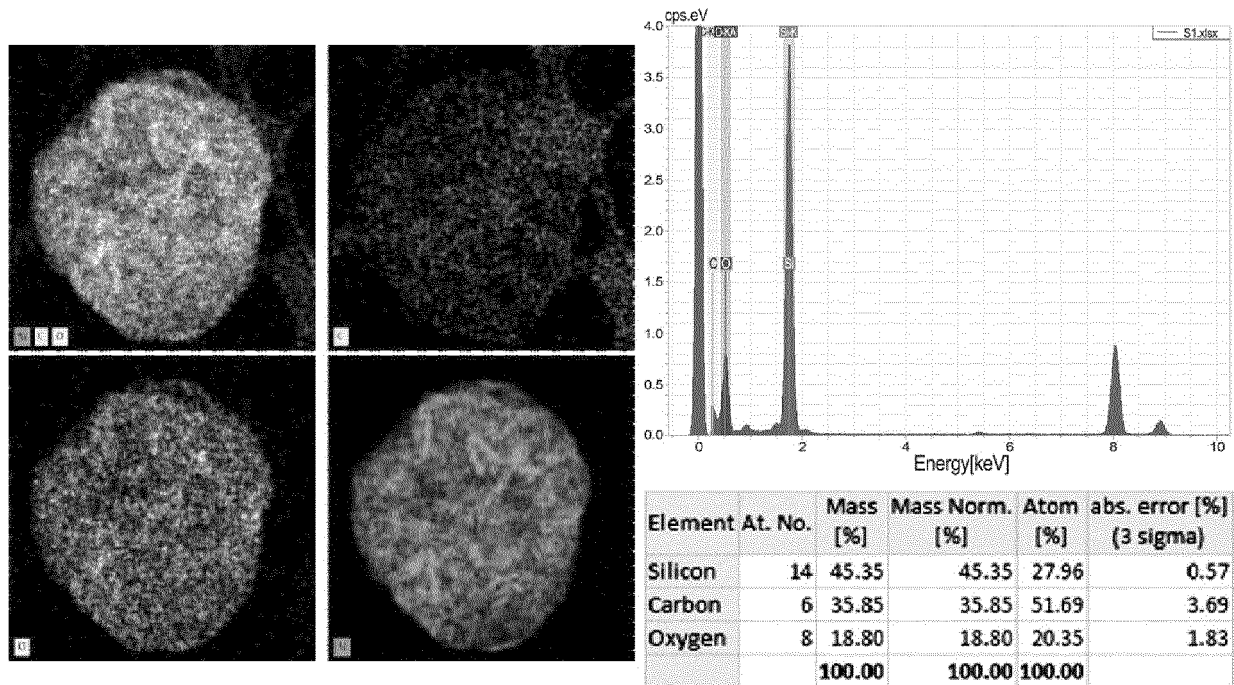 cps.eV
S1.xlsx
4.0
3.5
3.0
2.5
2.0
1.5
1.0
0.5
0.0
C O Si
0 2 4 6 8 10
Energy[keV]
C
Element At. No. Mass [%] Mass Norm. [%] Atom [%] abs. error [%] (3 sigma)
Silicon 14 45.35 45.35 27.96 0.57
Carbon 6 35.85 35.85 51.69 3.69
Oxygen 8 18.80 18.80 20.35 1.83
100.00 100.00 100.00